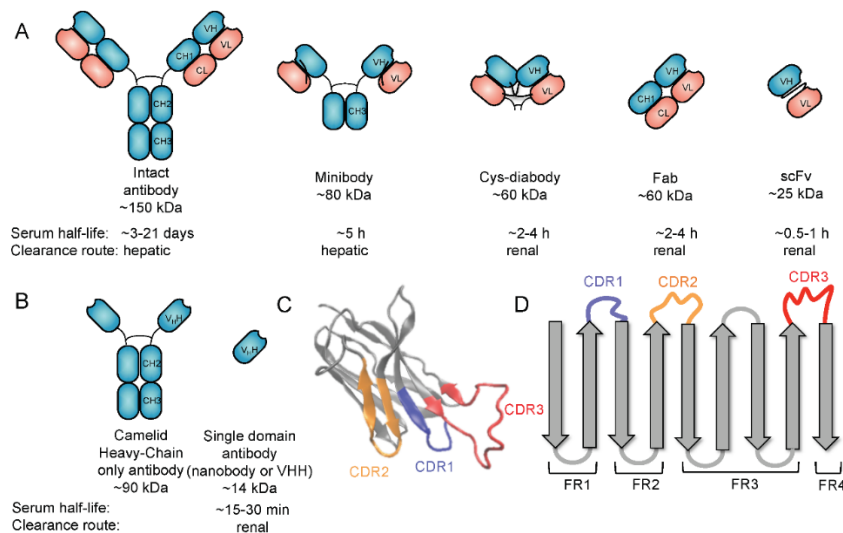 A
VH
CH1
VL
CL
CH2
CH3
VH
VL
CH3
VH
VL
VH
CH1
VL
CL
VH
VL
Intact
antibody
~150 kDa
Minibody
~80 kDa
Cys-diabody
~60 kDa
Fab
~60 kDa
scFv
~25 kDa
Serum half-life: ~3-21 days ~5 h ~2-4 h ~2-4 h ~0.5-1 h
Clearance route: hepatic hepatic renal renal renal
B
VHH
CH2
CH3
VHH
Camelid
Heavy-Chain
only antibody
~90 kDa
Single domain
antibody
(nanobody or VHH)
~14 kDa
Serum half-life: ~15-30 min
Clearance route: renal
C
CDR3
CDR2
CDR1
D
CDR1
CDR2
CDR3
FR1
FR2
FR3
FR4